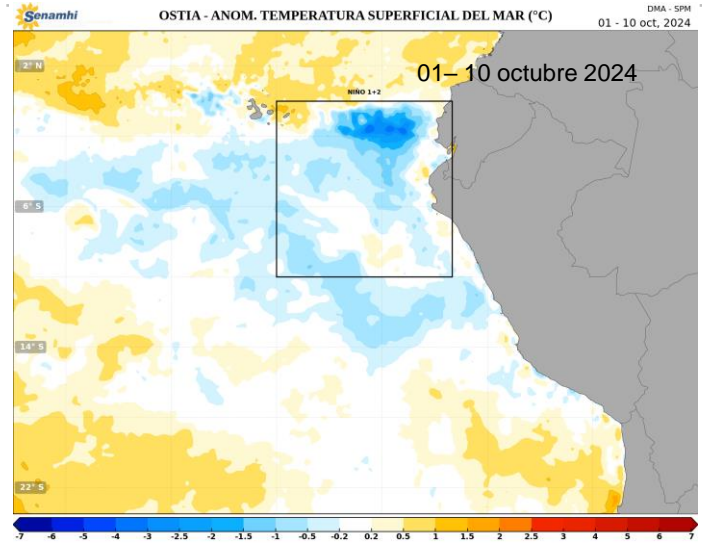 Senamhi
OSTIA - ANOM. TEMPERATURA SUPERFICIAL DEL MAR (°C)
DMA - SPM
01 - 10 oct, 2024
01– 10 octubre 2024
2° N
NIÑO 1+2
6° S
14° S
22° S
-7 -6 -5 -4 -3 -2.5 -2 -1.5 -1 -0.5 -0.2 0.2 0.5 1 1.5 2 2.5 3 4 5 6 7